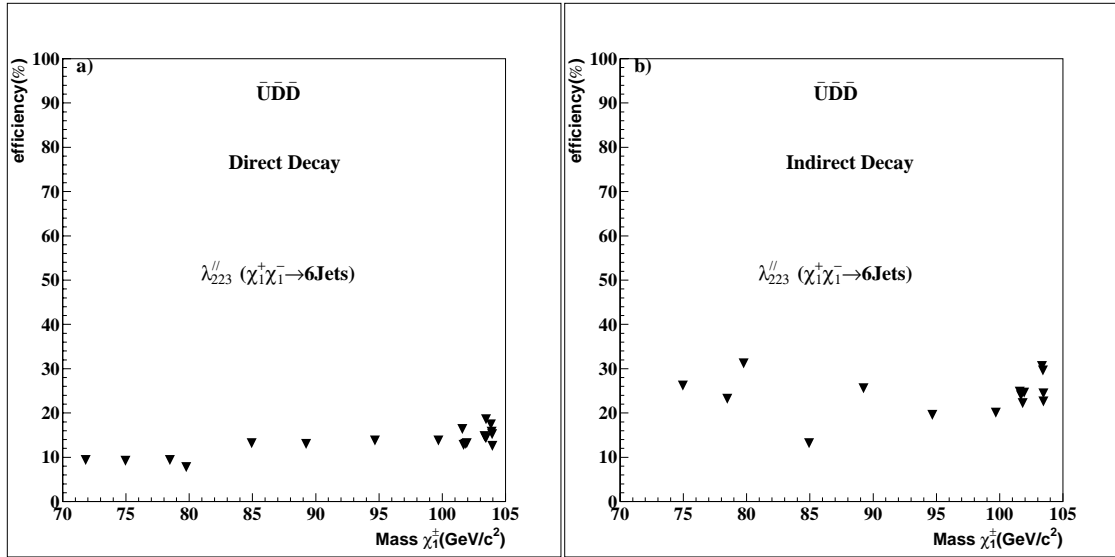 a)
ŪD̄D̄
Direct Decay
λ′′₂₂₃ (χ₁⁺χ₁⁻→6Jets)
efficiency(%)
100
90
80
70
60
50
40
30
20
10
0
70 75 80 85 90 95 100 105
Mass χ₁±(GeV/c²)
b)
ŪD̄D̄
Indirect Decay
λ′′₂₂₃ (χ₁⁺χ₁⁻→6Jets)
efficiency(%)
100
90
80
70
60
50
40
30
20
10
0
70 75 80 85 90 95 100 105
Mass χ₁±(GeV/c²)